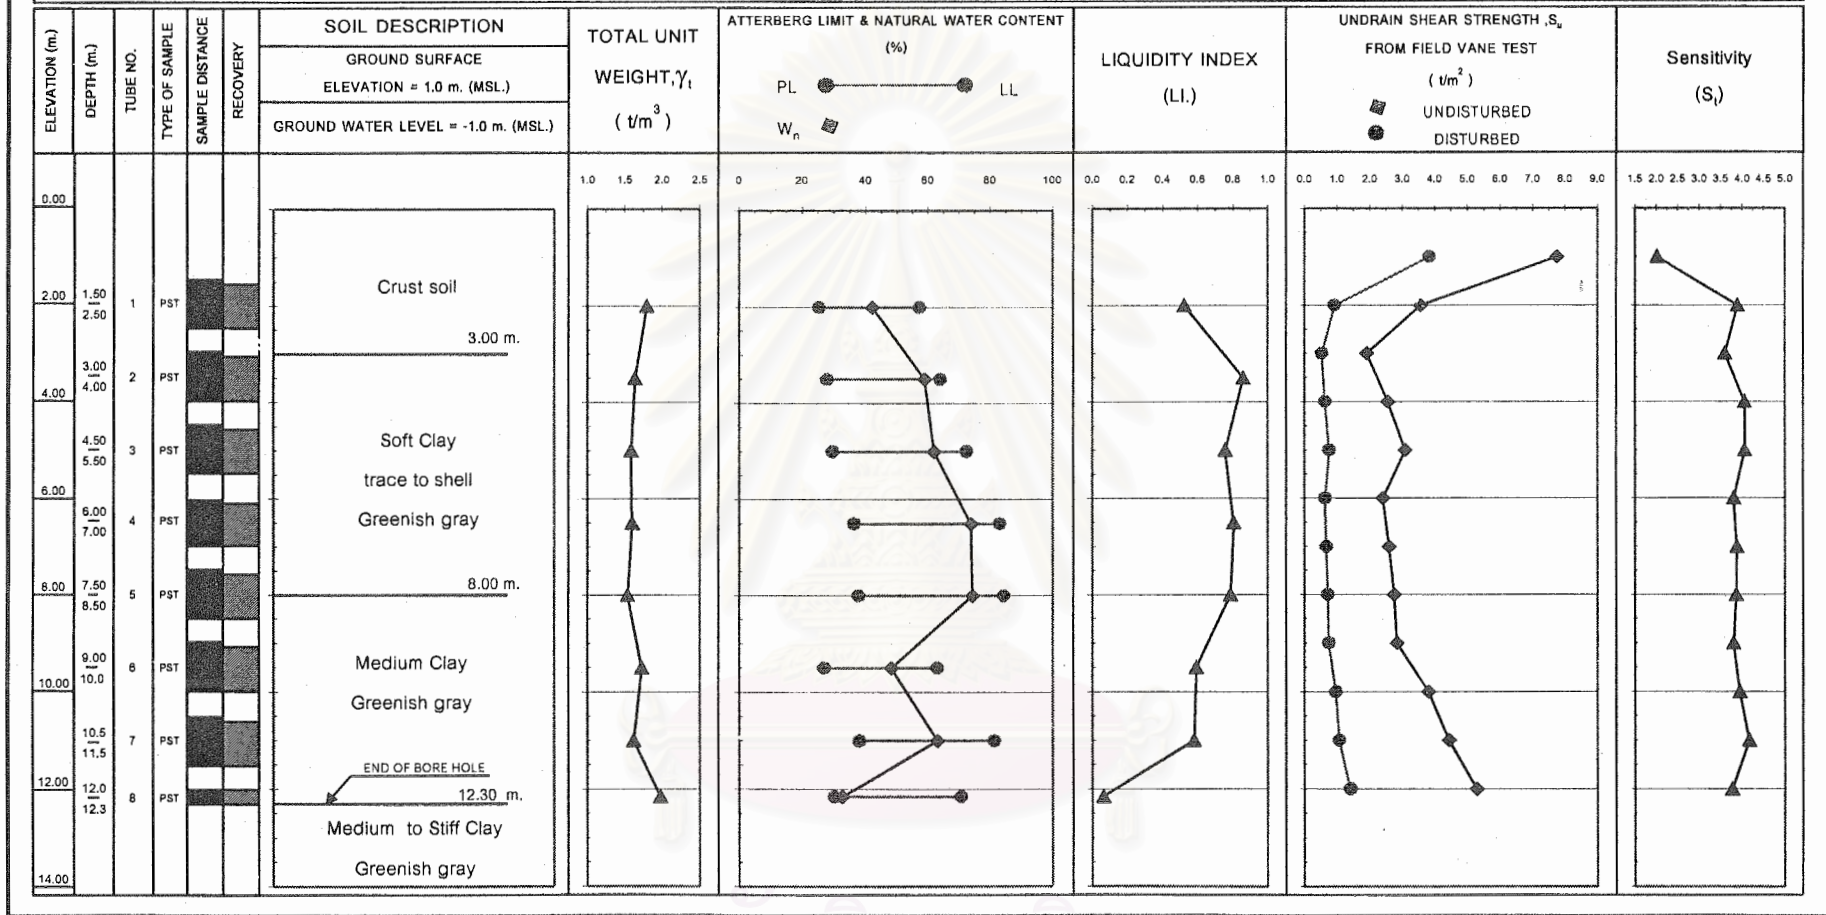 ELEVATION (m.)
DEPTH (m.)
TUBE NO.
TYPE OF SAMPLE
SAMPLE DISTANCE
RECOVERY
SOIL DESCRIPTION
GROUND SURFACE
ELEVATION = 1.0 m. (MSL.)
GROUND WATER LEVEL = -1.0 m. (MSL.)
TOTAL UNIT
WEIGHT,γt
( t/m³ )
ATTERBERG LIMIT & NATURAL WATER CONTENT
(%)
PL LL
Wn
LIQUIDITY INDEX
(LI.)
UNDRAIN SHEAR STRENGTH ,Su
FROM FIELD VANE TEST
( t/m² )
UNDISTURBED
DISTURBED
Sensitivity
(St)
1.0 1.5 2.0 2.5
0 20 40 60 80 100
0.0 0.2 0.4 0.6 0.8 1.0
0.0 1.0 2.0 3.0 4.0 5.0 6.0 7.0 8.0 9.0
1.5 2.0 2.5 3.0 3.5 4.0 4.5 5.0
0.00
2.00
4.00
6.00
8.00
10.00
12.00
14.00
1.50
2.50
1 PST
3.00
4.00
2 PST
4.50
5.50
3 PST
6.00
7.00
4 PST
7.50
8.50
5 PST
9.00
10.0
6 PST
10.5
11.5
7 PST
12.0
12.3
8 PST
Crust soil
3.00 m.
Soft Clay
trace to shell
Greenish gray
8.00 m.
Medium Clay
Greenish gray
END OF BORE HOLE
12.30 m.
Medium to Stiff Clay
Greenish gray